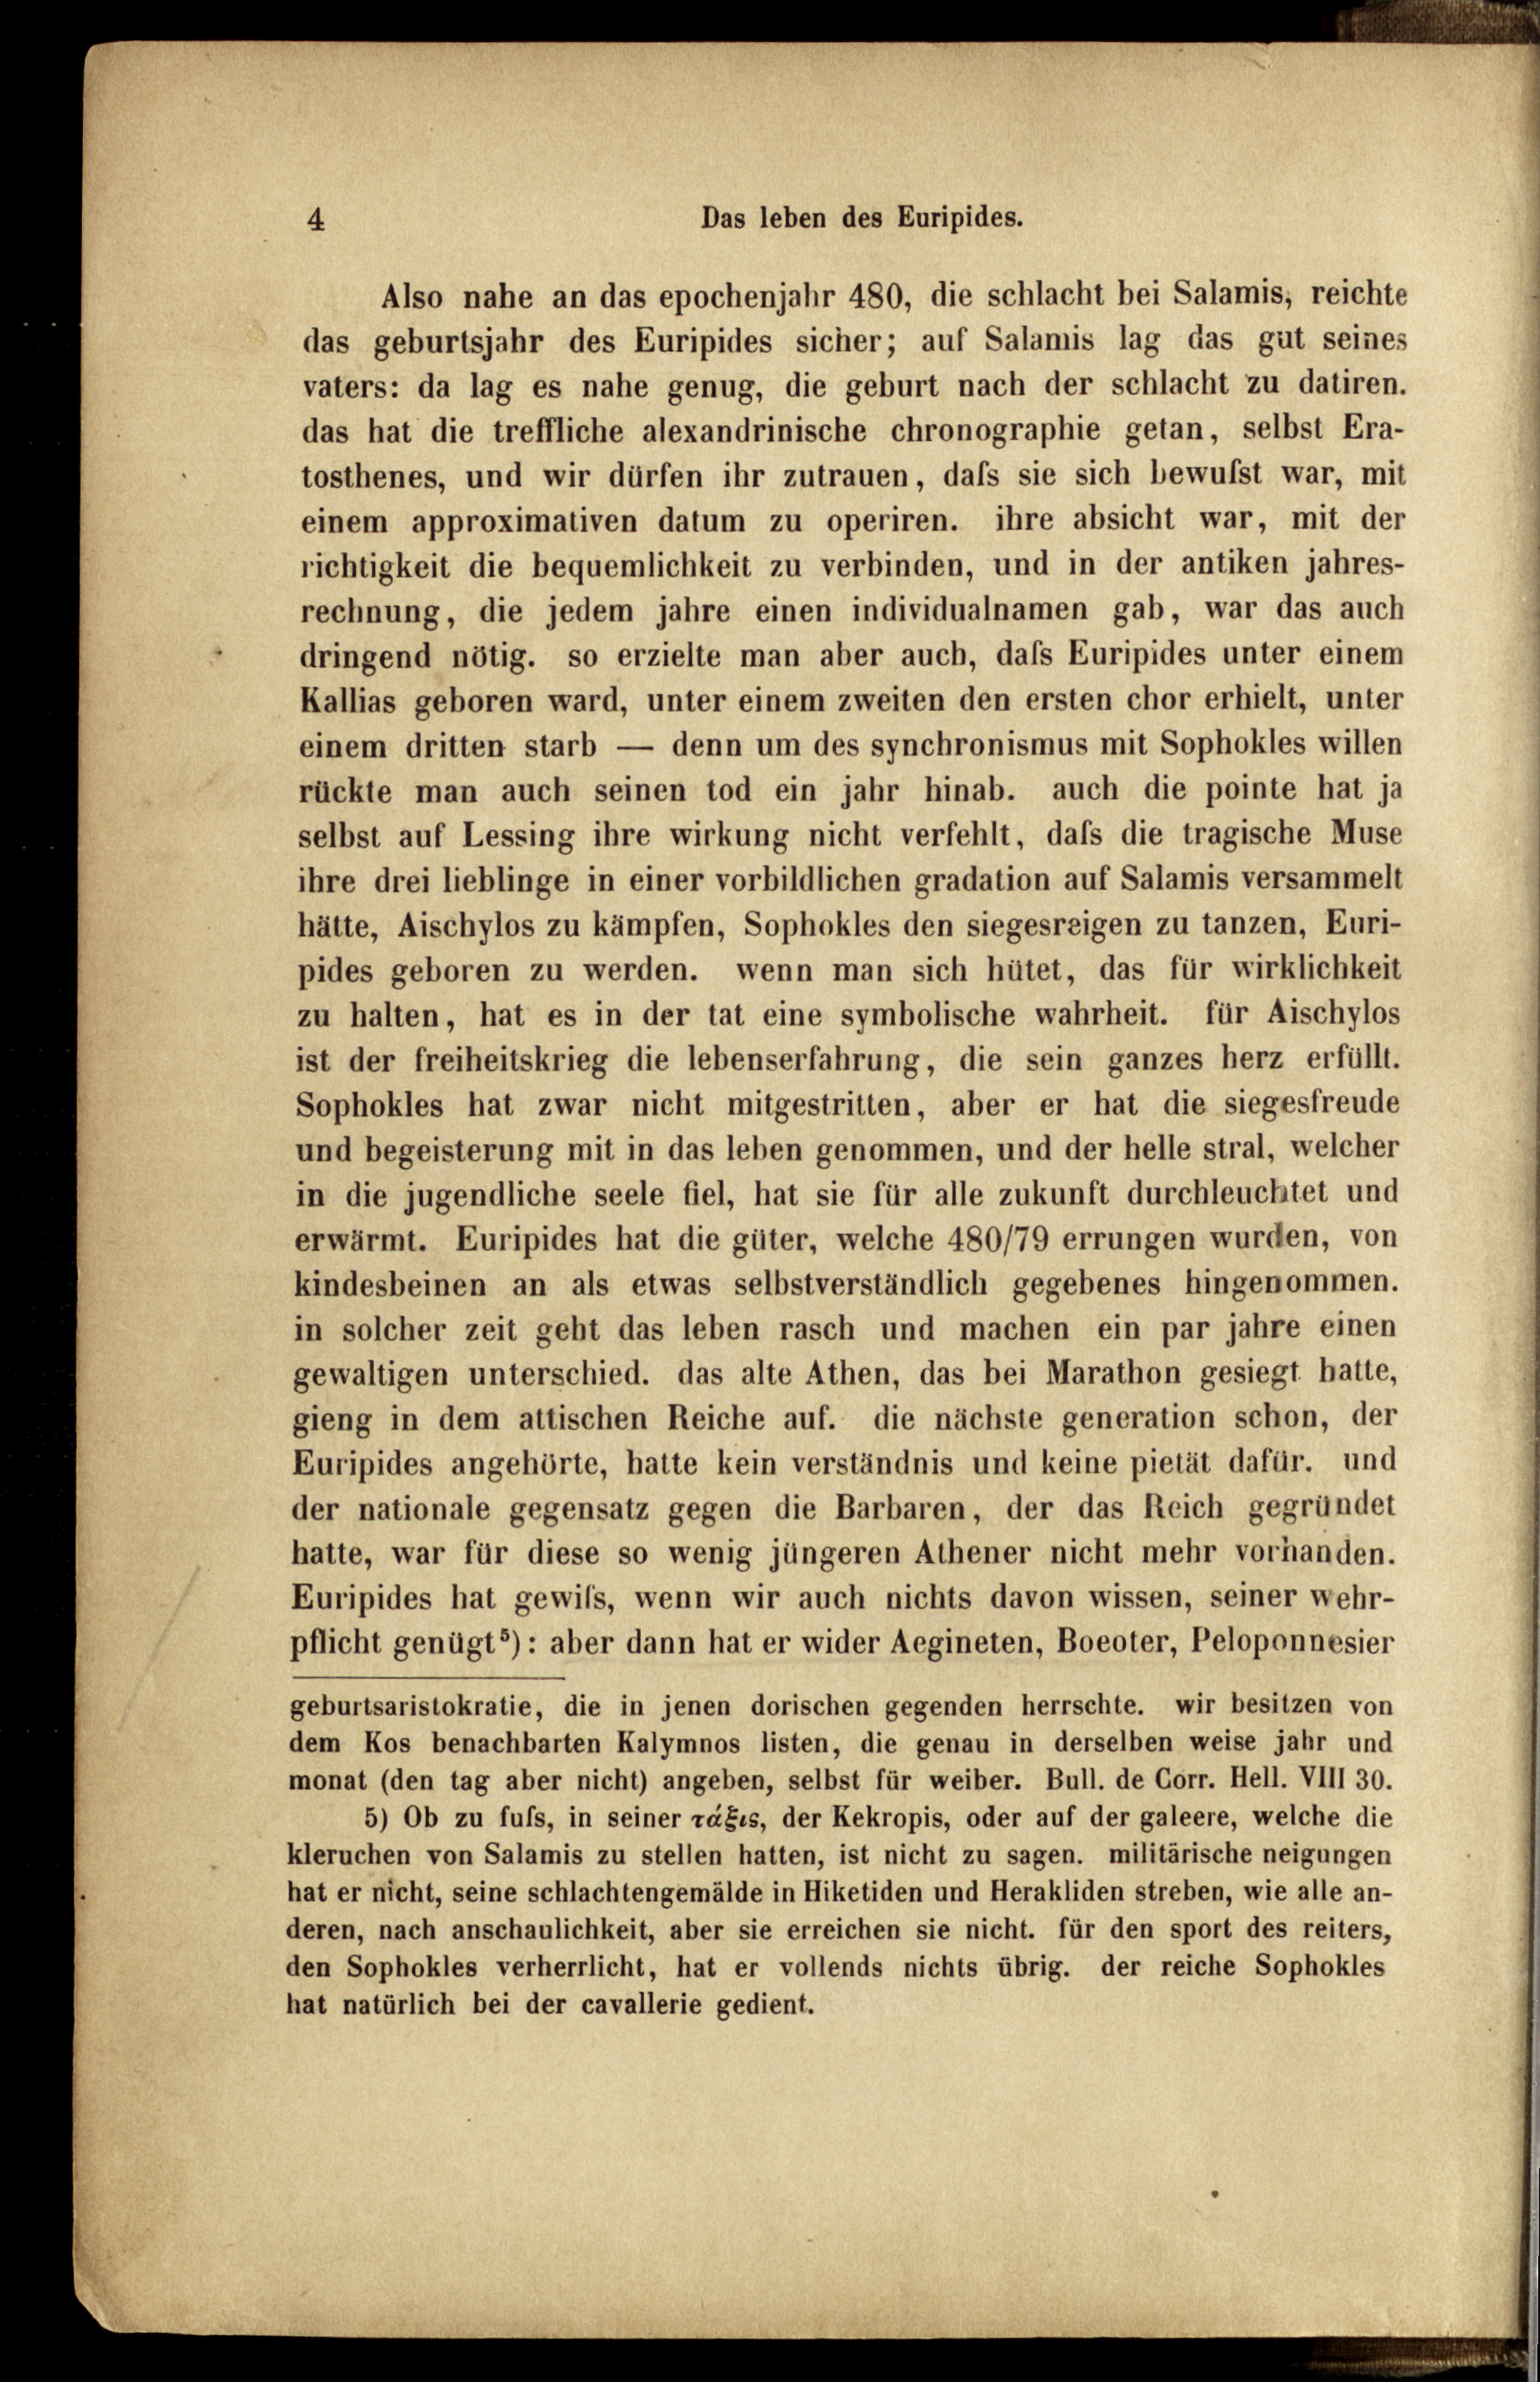 4 Das leben des Euripides.
Also nahe an das epochenjahr 480, die schlacht bei Salamis, reichte
das geburtsjahr des Euripides sicher; auf Salamis lag das gut seines
vaters: da lag es nahe genug, die geburt nach der schlacht zu datiren.
das hat die treffliche alexandrinische chronographie getan, selbst Era-
tosthenes, und wir dürfen ihr zutrauen, daſs sie sich bewuſst war, mit
einem approximativen datum zu operiren. ihre absicht war, mit der
richtigkeit die bequemlichkeit zu verbinden, und in der antiken jahres-
rechnung, die jedem jahre einen individualnamen gab, war das auch
dringend nötig. so erzielte man aber auch, daſs Euripides unter einem
Kallias geboren ward, unter einem zweiten den ersten chor erhielt, unter
einem dritten starb — denn um des synchronismus mit Sophokles willen
rückte man auch seinen tod ein jahr hinab. auch die pointe hat ja
selbst auf Lessing ihre wirkung nicht verfehlt, daſs die tragische Muse
ihre drei lieblinge in einer vorbildlichen gradation auf Salamis versammelt
hätte, Aischylos zu kämpfen, Sophokles den siegesreigen zu tanzen, Euri-
pides geboren zu werden. wenn man sich hütet, das für wirklichkeit
zu halten, hat es in der tat eine symbolische wahrheit. für Aischylos
ist der freiheitskrieg die lebenserfahrung, die sein ganzes herz erfüllt.
Sophokles hat zwar nicht mitgestritten, aber er hat die siegesfreude
und begeisterung mit in das leben genommen, und der helle stral, welcher
in die jugendliche seele fiel, hat sie für alle zukunft durchleuchtet und
erwärmt. Euripides hat die güter, welche 480/79 errungen wurden, von
kindesbeinen an als etwas selbstverständlich gegebenes hingenommen.
in solcher zeit geht das leben rasch und machen ein par jahre einen
gewaltigen unterschied. das alte Athen, das bei Marathon gesiegt hatte,
gieng in dem attischen Reiche auf. die nächste generation schon, der
Euripides angehörte, hatte kein verständnis und keine pietät dafür. und
der nationale gegensatz gegen die Barbaren, der das Reich gegründet
hatte, war für diese so wenig jüngeren Athener nicht mehr vorhanden.
Euripides hat gewiſs, wenn wir auch nichts davon wissen, seiner wehr-
pflicht genügt⁵): aber dann hat er wider Aegineten, Boeoter, Peloponnesier
geburtsaristokratie, die in jenen dorischen gegenden herrschte. wir besitzen von
dem Kos benachbarten Kalymnos listen, die genau in derselben weise jahr und
monat (den tag aber nicht) angeben, selbst für weiber. Bull. de Corr. Hell. VIII 30.
5) Ob zu fuſs, in seiner τάξις, der Kekropis, oder auf der galeere, welche die
kleruchen von Salamis zu stellen hatten, ist nicht zu sagen. militärische neigungen
hat er nicht, seine schlachtengemälde in Hiketiden und Herakliden streben, wie alle an-
deren, nach anschaulichkeit, aber sie erreichen sie nicht. für den sport des reiters,
den Sophokles verherrlicht, hat er vollends nichts übrig. der reiche Sophokles
hat natürlich bei der cavallerie gedient.